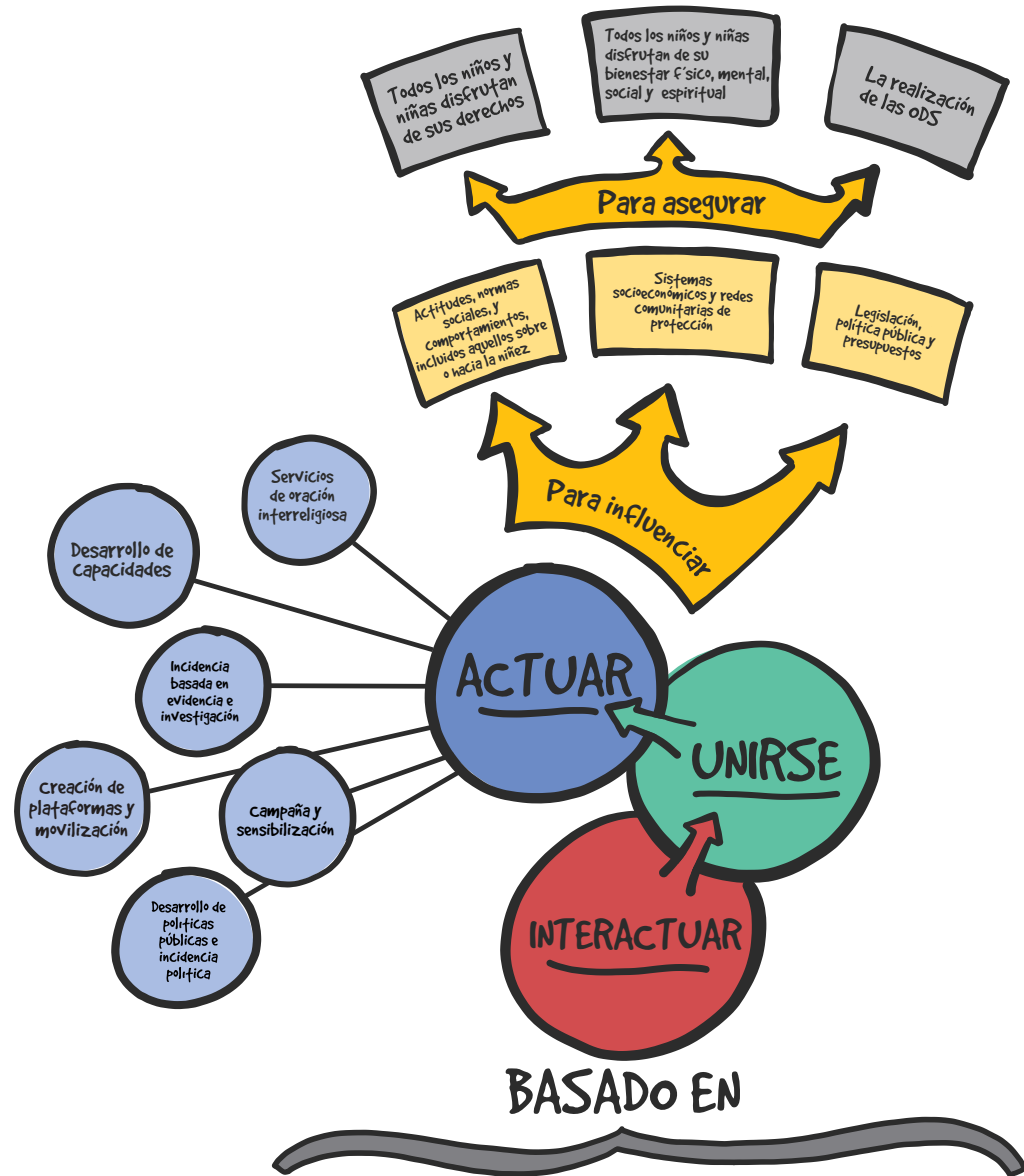 Todos los niños y
niñas disfrutan
de sus derechos
Todos los niños y niñas
disfrutan de su
bienestar f´sico, mental,
social y espiritual
La realización
de las ODS
Para asegurar
Actitudes, normas
sociales, y
comportamientos,
incluidos aquellos sobre
o hacia la niñez
Sistemas
socioeconómicos y redes
comunitarias de
protección
Legislación,
política pública y
presupuestos
Para influenciar
Servicios
de oración
interreligiosa
Desarrollo de
capacidades
Incidencia
basada en
evidencia e
investigación
Creación de
plataformas y
movilización
Campaña y
sensibilización
Desarrollo de
políticas
públicas e
incidencia
política
ACTUAR
UNIRSE
INTERACTUAR
BASADO EN